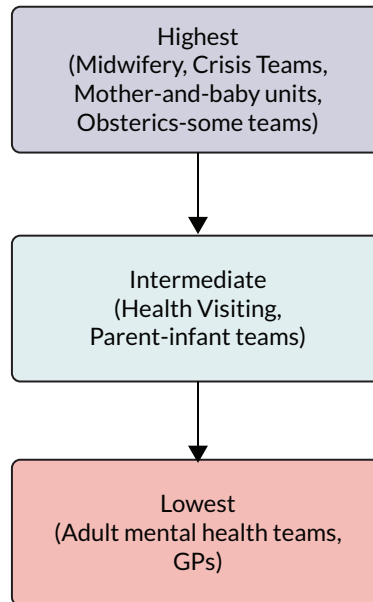 Highest
(Midwifery, Crisis Teams,
Mother-and-baby units,
Obsterics-some teams)
Intermediate
(Health Visiting,
Parent-infant teams)
Lowest
(Adult mental health teams,
GPs)